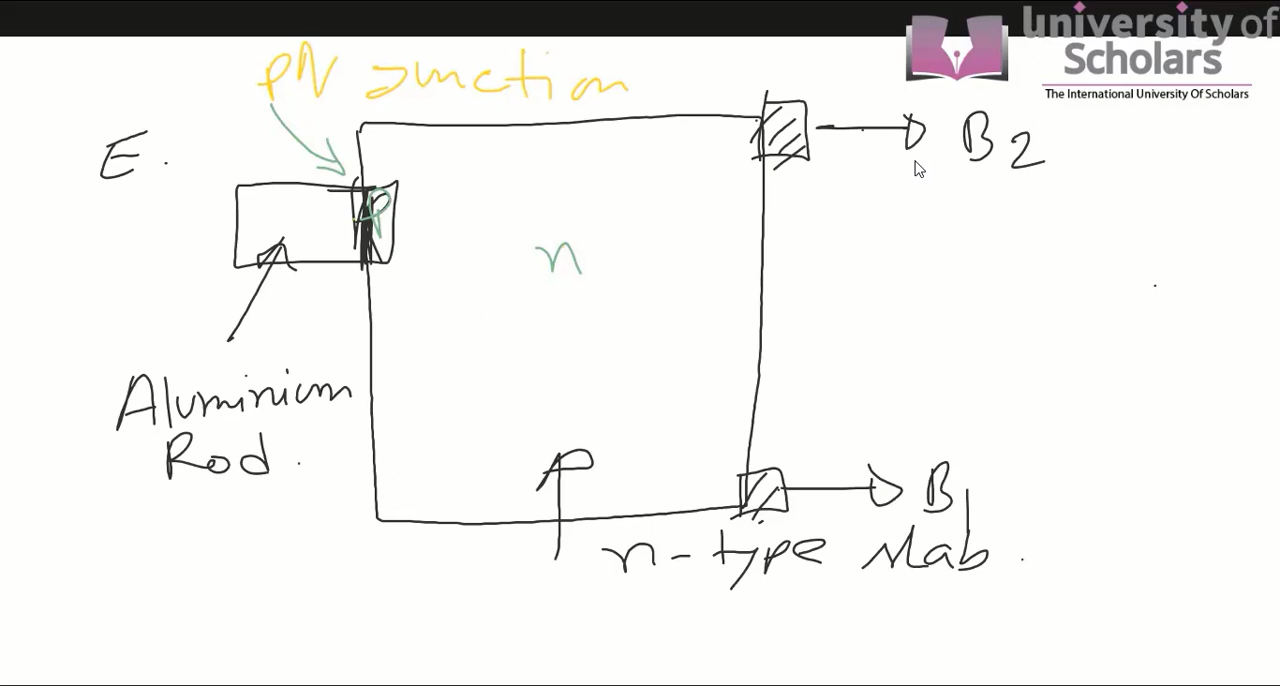 university of
Scholars
The International University Of Scholars
PN Junction
E.
B2
P
n
Aluminium
Rod.
B1
n-type slab.